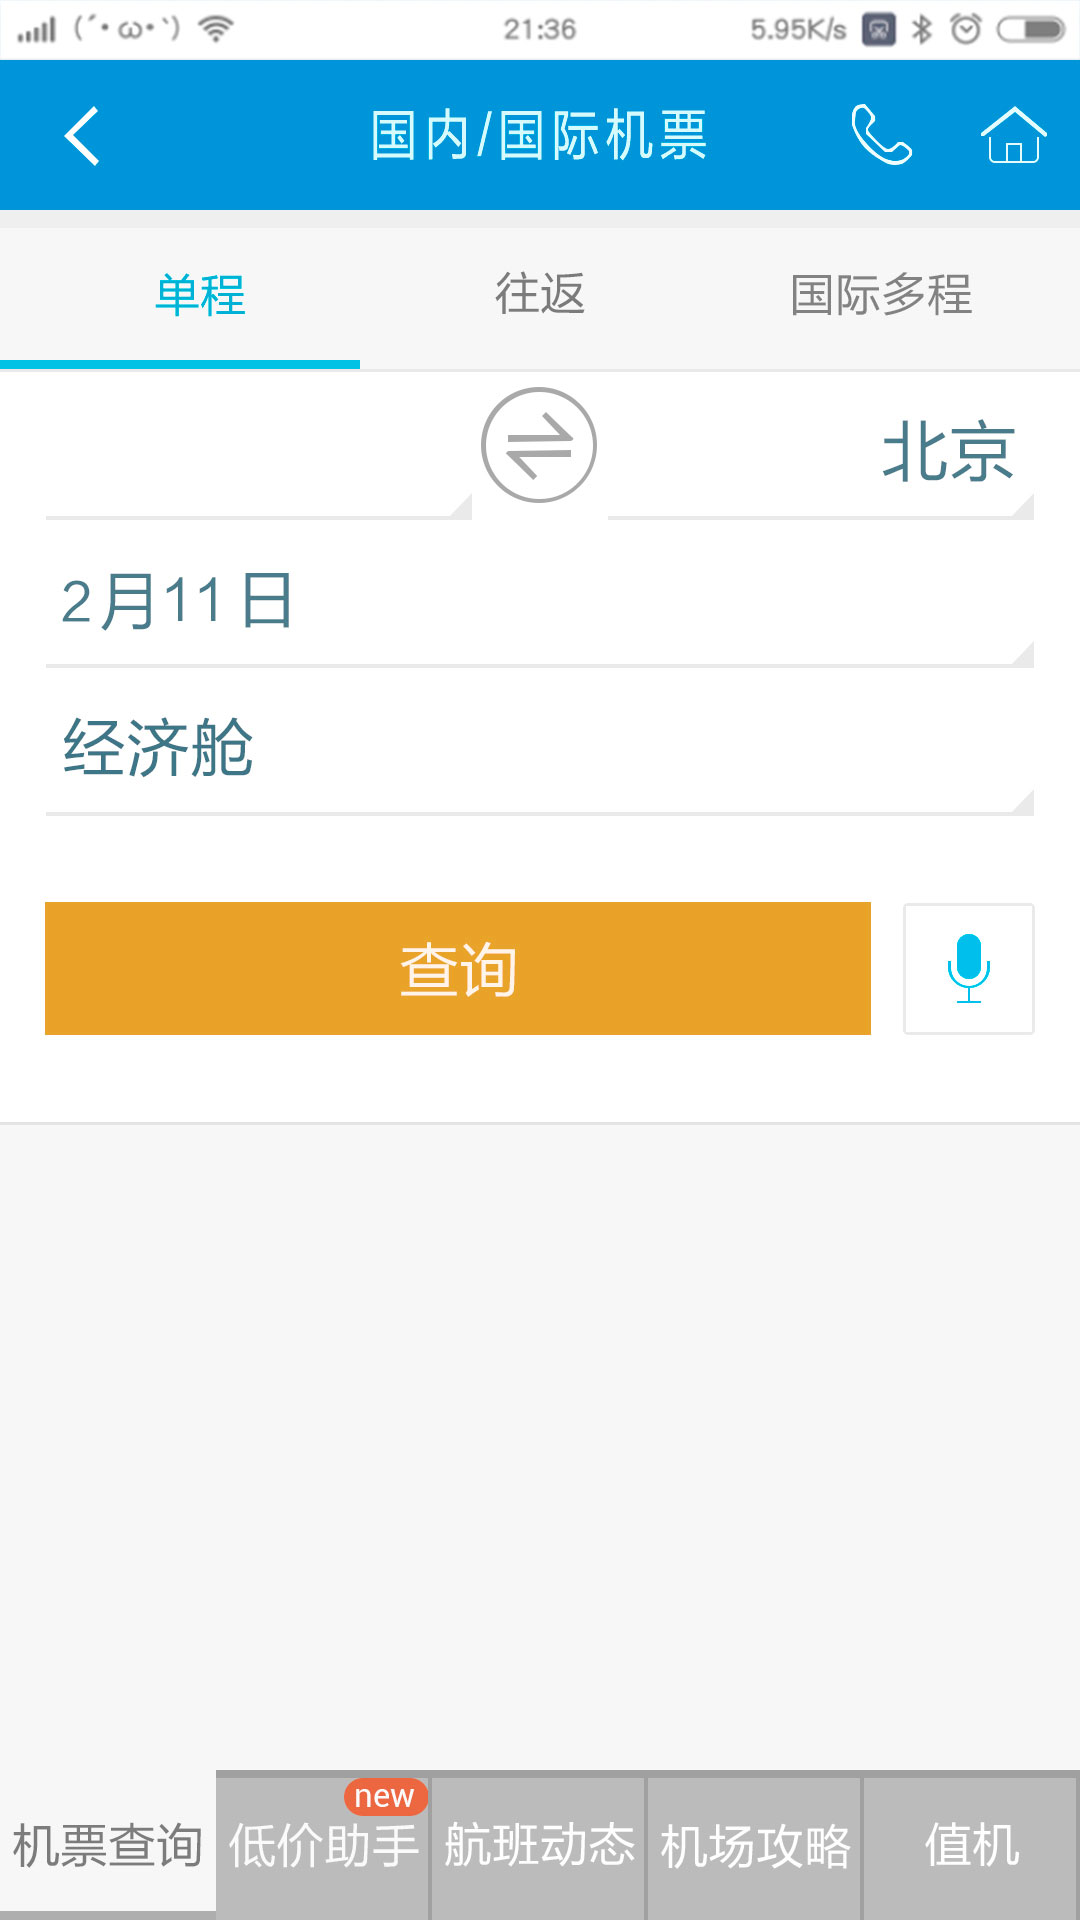 (´・ω・`) 21:36 5.95K/s
国内/国际机票
单程 往返 国际多程
北京
2月11日
经济舱
查询
new
机票查询 低价助手 航班动态 机场攻略 值机